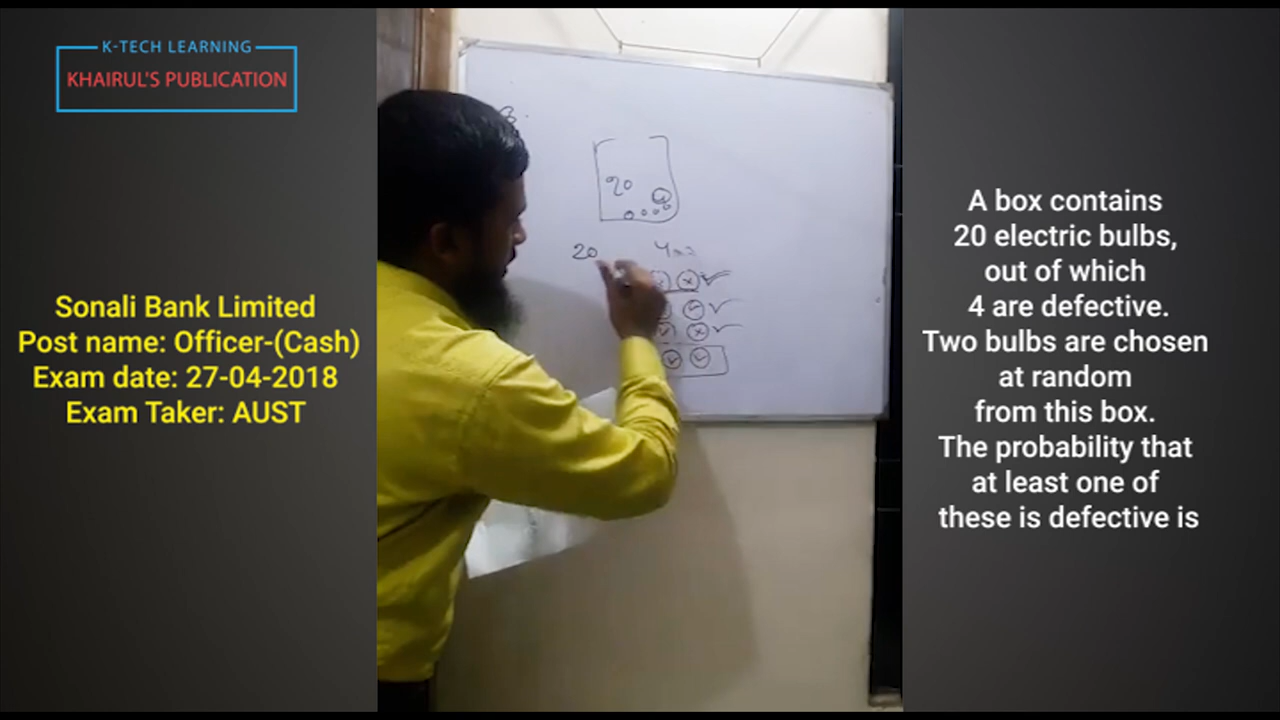 K-TECH LEARNING
KHAIRUL'S PUBLICATION
Sonali Bank Limited
Post name: Officer-(Cash)
Exam date: 27-04-2018
Exam Taker: AUST
20
20
A box contains
20 electric bulbs,
out of which
4 are defective.
Two bulbs are chosen
at random
from this box.
The probability that
at least one of
these is defective is